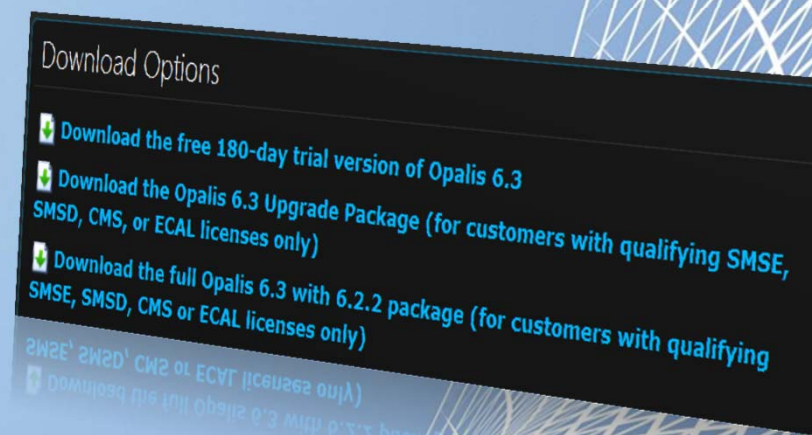 Download Options
Download the free 180-day trial version of Opalis 6.3
Download the Opalis 6.3 Upgrade Package (for customers with qualifying SMSE,
SMSD, CMS, or ECAL licenses only)
Download the full Opalis 6.3 with 6.2.2 package (for customers with qualifying
SMSE, SMSD, CMS or ECAL licenses only)